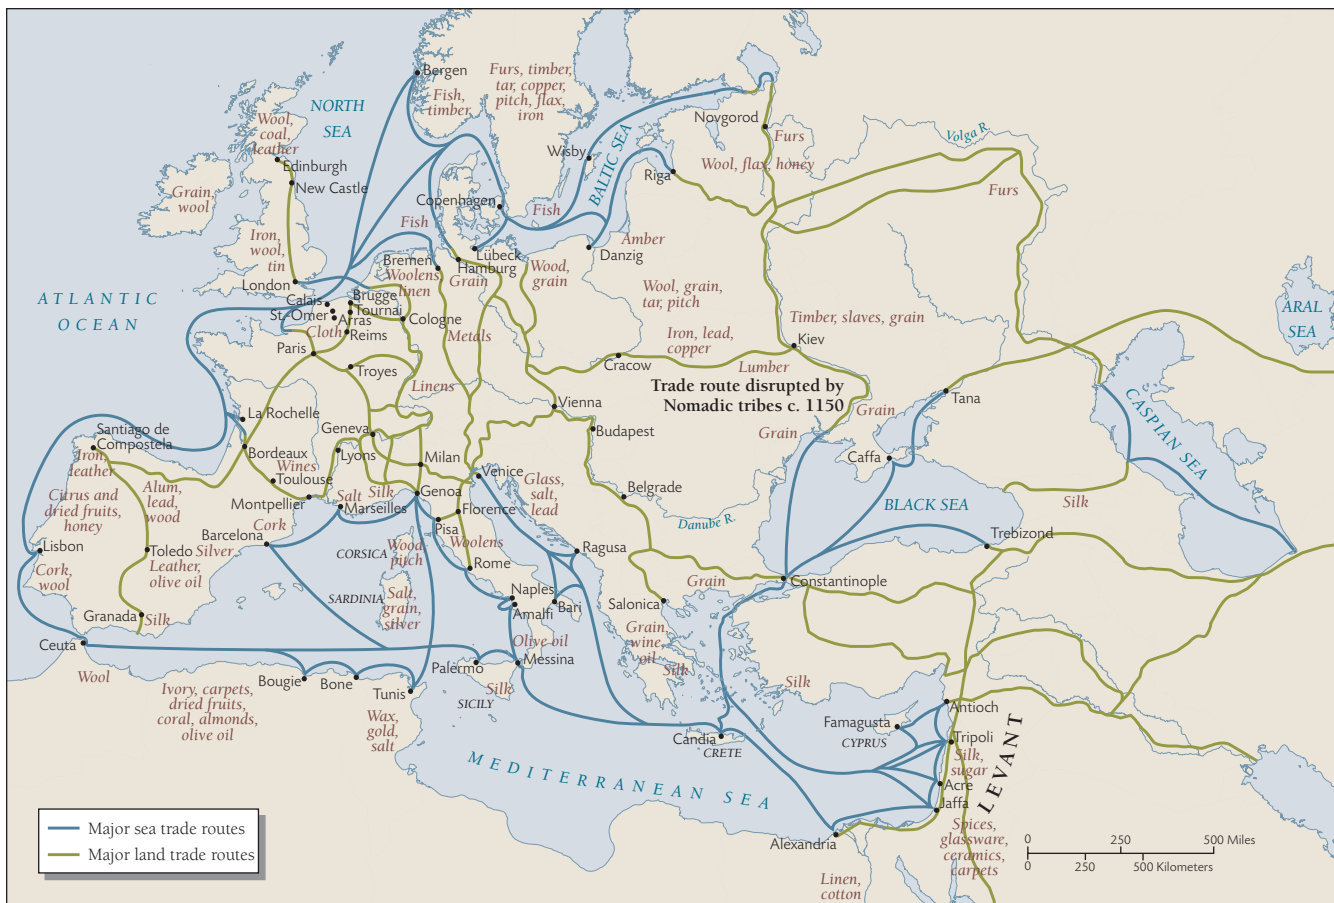 Bergen
Fish,
timber
Furs, timber,
tar, copper,
pitch, flax,
iron
NORTH
SEA
Wool,
coal,
leather
Edinburgh
New Castle
Grain,
wool
Iron,
wool,
tin
London
Novgorod
Furs
Volga R.
Wisby
BALTIC SEA
Wool, flax, honey
Riga
Furs
Copenhagen
Fish
Fish
Lübeck
Hamburg
Bremen
Woolens,
linen
Grain
Wood,
grain
Amber
Danzig
Wool, grain,
tar, pitch
ATLANTIC
OCEAN
Calais
St.-Omer
Brugge
Tournai
Arras
Reims
Cloth
Cologne
Metals
Paris
Troyes
Linens
Iron, lead,
copper
Timber, slaves, grain
Kiev
Lumber
Cracow
Trade route disrupted by
Nomadic tribes c. 1150
ARAL
SEA
CASPIAN SEA
Tana
Grain
Grain
Caffa
BLACK SEA
Silk
Trebizond
La Rochelle
Vienna
Budapest
Geneva
Santiago de
Compostela
Iron,
leather
Bordeaux
Lyons
Milan
Venice
Wines
Toulouse
Citrus and
dried fruits,
honey
Alum,
lead,
wood
Montpellier
Salt
Silk
Marseilles
Genoa
Glass,
salt,
lead
Belgrade
Danube R.
Florence
Pisa
Woolens
Cork
Barcelona
CORSICA
Wood,
pitch
Lisbon
Cork,
wool
Toledo
Silver
Leather,
olive oil
Rome
Ragusa
SARDINIA
Salt,
grain,
silver
Naples
Amalfi
Bari
Grain
Constantinople
Salonica
Grain,
wine,
oil
Silk
Granada
Silk
Ceuta
Olive oil
Messina
Palermo
Silk
SICILY
Wool
Bougie
Bone
Tunis
Ivory, carpets,
dried fruits,
coral, almonds,
olive oil
Wax,
gold,
salt
Silk
Antioch
Famagusta
CYPRUS
Tripoli
Silk,
sugar
Candia
CRETE
LEVANT
Acre
Jaffa
MEDITERRANEAN SEA
Spices,
glassware,
ceramics,
carpets
Alexandria
Linen,
cotton
Major sea trade routes
Major land trade routes
0 250 500 Miles
0 250 500 Kilometers